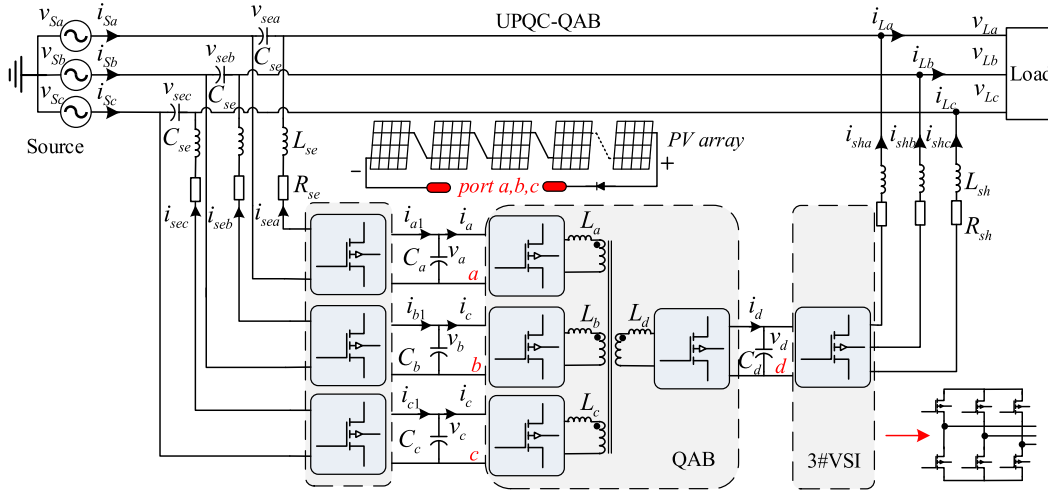 UPQC-QAB
v_Sa
i_Sa
v_sea
C_se
i_La
v_La
v_Sb
i_Sb
v_seb
C_se
i_Lb
v_Lb
Load
v_Sc
i_Sc
v_sec
C_se
i_Lc
v_Lc
Source
L_se
R_se
PV array
−
+
port a,b,c
i_sha
i_shb
i_shc
L_sh
R_sh
i_sec
i_seb
i_sea
i_a1
i_a
C_a
v_a
a
L_a
i_b1
i_c
C_b
v_b
b
L_b
L_d
i_d
v_d
C_d
d
i_c1
i_c
C_c
v_c
c
L_c
QAB
3#VSI